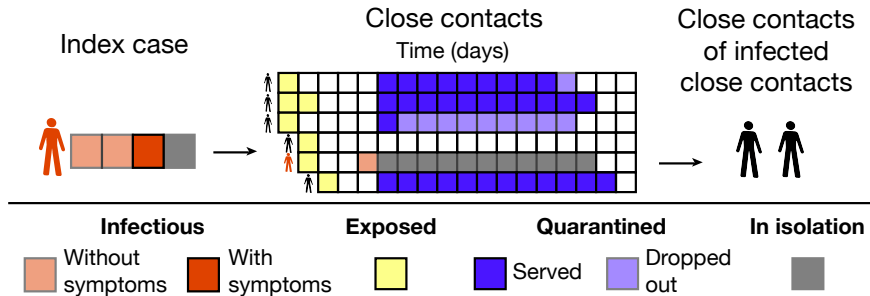 Index case
Close contacts
Time (days)
Close contacts
of infected
close contacts
Infectious
Exposed
Quarantined
In isolation
Without
symptoms
With
symptoms
Served
Dropped
out